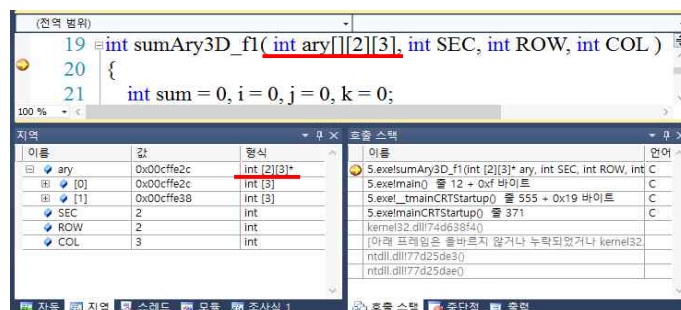 (전역 범위)
19 int sumAry3D_f1( int ary[][2][3], int SEC, int ROW, int COL )
20 {
21 int sum = 0, i = 0, j = 0, k = 0;
100 %
지역
이름 값 형식
ary 0x00cffe2c int [2][3]*
[0] 0x00cffe2c int [3]
[1] 0x00cffe38 int [3]
SEC 2 int
ROW 2 int
COL 3 int
자동 지역 스레드 모듈 조사식 1
호출 스택
이름 언어
5.exe!sumAry3D_f1(int [2][3]* ary, int SEC, int ROW, int C
5.exe!main() 줄 12 + 0xf 바이트 C
5.exe!__tmainCRTStartup() 줄 555 + 0x19 바이트 C
5.exe!mainCRTStartup() 줄 371 C
kernel32.dll!74d638f4()
[아래 프레임은 올바르지 않거나 누락되었거나 kernel32.
ntdll.dll!77d25de3()
ntdll.dll!77d25dae()
호출 스택 중단점 출력